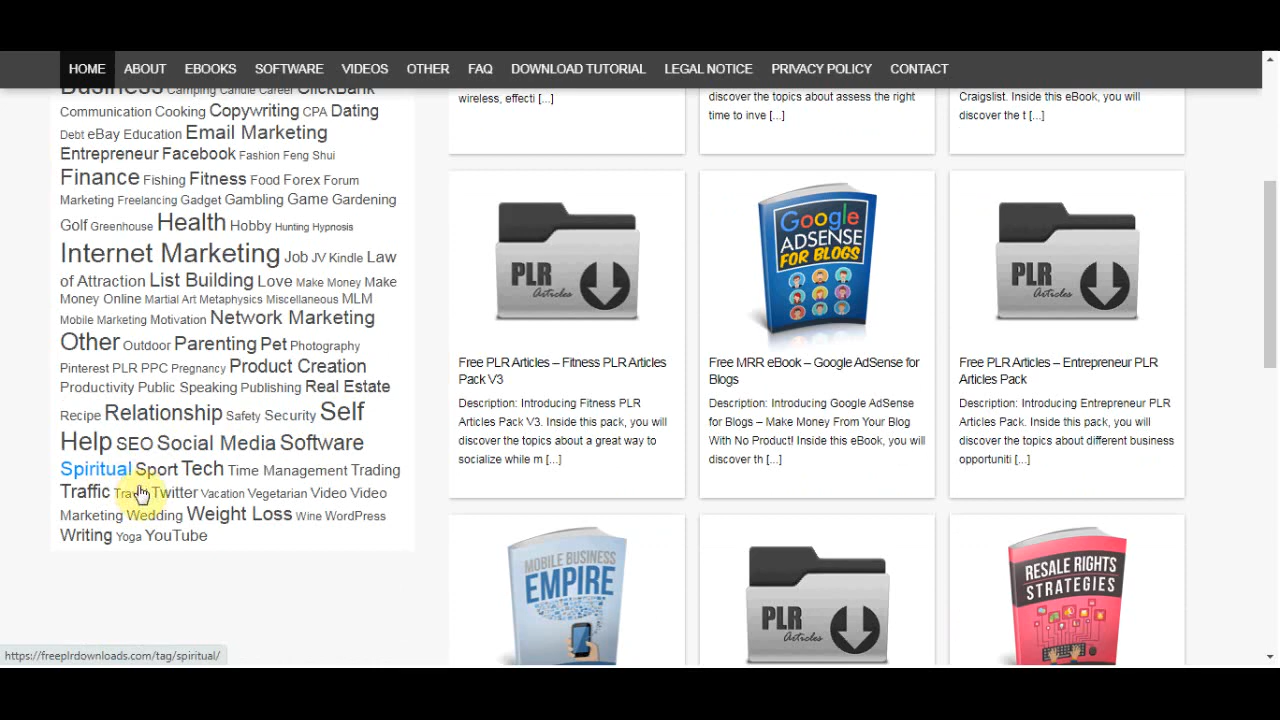 HOME ABOUT EBOOKS SOFTWARE VIDEOS OTHER FAQ DOWNLOAD TUTORIAL LEGAL NOTICE PRIVACY POLICY CONTACT
Business Camping Candle Career ClickBank
Communication Cooking Copywriting CPA Dating
Debt eBay Education Email Marketing
Entrepreneur Facebook Fashion Feng Shui
Finance Fishing Fitness Food Forex Forum
Marketing Freelancing Gadget Gambling Game Gardening
Golf Greenhouse Health Hobby Hunting Hypnosis
Internet Marketing Job JV Kindle Law
of Attraction List Building Love Make Money Make
Money Online Martial Art Metaphysics Miscellaneous MLM
Mobile Marketing Motivation Network Marketing
Other Outdoor Parenting Pet Photography
Pinterest PLR PPC Pregnancy Product Creation
Productivity Public Speaking Publishing Real Estate
Recipe Relationship Safety Security Self
Help SEO Social Media Software
Spiritual Sport Tech Time Management Trading
Traffic Twitter Vacation Vegetarian Video Video
Marketing Wedding Weight Loss Wine WordPress
Writing Yoga YouTube
wireless, effecti [...]
discover the topics about assess the right
time to inve [...]
Craigslist. Inside this eBook, you will
discover the t [...]
PLR
Articles
Free PLR Articles – Fitness PLR Articles
Pack V3
Description: Introducing Fitness PLR
Articles Pack V3. Inside this pack, you will
discover the topics about a great way to
socialize while m [...]
Google
ADSENSE
FOR BLOGS
Free MRR eBook – Google AdSense for
Blogs
Description: Introducing Google AdSense
for Blogs – Make Money From Your Blog
With No Product! Inside this eBook, you will
discover th [...]
PLR
Articles
Free PLR Articles – Entrepreneur PLR
Articles Pack
Description: Introducing Entrepreneur PLR
Articles Pack. Inside this pack, you will
discover the topics about different business
opportuniti [...]
MOBILE BUSINESS
EMPIRE
PLR
Articles
RESALE RIGHTS
STRATEGIES
https://freeplrdownloads.com/tag/spiritual/